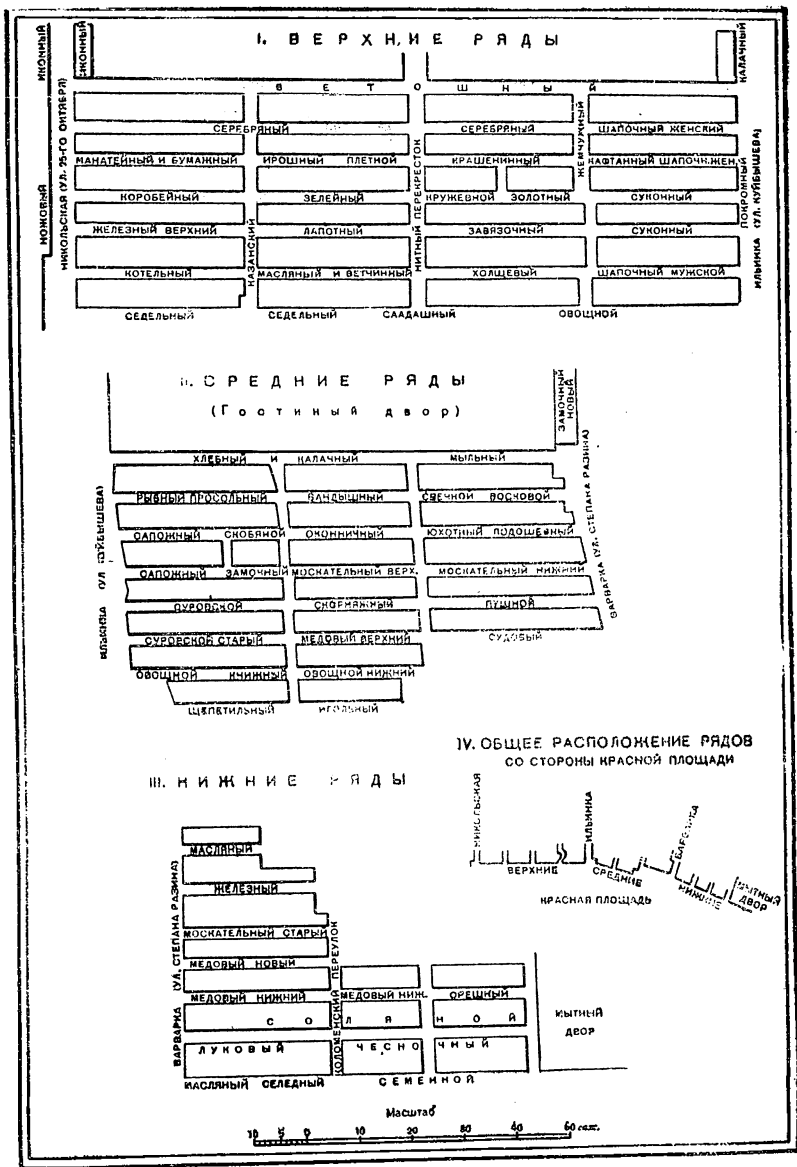 I. ВЕРХНИЕ РЯДЫ
ИКОННЫЙ
ИКОННЫЙ
КАЛАЧНЫЙ
НОЖОВЫЙ
НИКОЛЬСКАЯ (УЛ. 25-ГО ОКТЯБРЯ)
ВЕТОШНЫЙ
СЕРЕБРЯНЫЙ СЕРЕБРЯНЫЙ ШАПОЧНЫЙ ЖЕНСКИЙ
МАНАТЕЙНЫЙ И БУМАЖНЫЙ ИРОШНЫЙ ПЛЕТНОЙ КРАШЕНИННЫЙ КАФТАННЫЙ ШАПОЧН. ЖЕН.
ЖЕМЧУЖНЫЙ
КОРОБЕЙНЫЙ ЗЕЛЕЙНЫЙ КРУЖЕВНОЙ ЗОЛОТНЫЙ СУКОННЫЙ
ЖЕЛЕЗНЫЙ ВЕРХНИЙ ЛАПОТНЫЙ ЗАВЯЗОЧНЫЙ СУКОННЫЙ
КАЗАНСКИЙ
НИТНЫЙ ПЕРЕКРЕСТОК
ПОКРОМНЫЙ
ИЛЬИНКА (УЛ. КУЙБЫШЕВА)
КОТЕЛЬНЫЙ МАСЛЯНЫЙ И ВЕТЧИННЫЙ ХОЛЩЕВЫЙ ШАПОЧНЫЙ МУЖСКОЙ
СЕДЕЛЬНЫЙ СЕДЕЛЬНЫЙ СААДАШНЫЙ ОВОЩНОЙ
II. СРЕДНИЕ РЯДЫ
(Гостиный двор)
ЗАМОЧНЫЙ
НОВЫЙ
ХЛЕБНЫЙ И КАЛАЧНЫЙ МЫЛЬНЫЙ
РЫБНЫЙ ПРОСОЛЬНЫЙ ВАНДЫШНЫЙ СВЕЧНОЙ ВОСКОВОЙ
САПОЖНЫЙ СКОБЯНОЙ ОКОННИЧНЫЙ ЮХОТНЫЙ ПОДОШЕВНЫЙ
САПОЖНЫЙ ЗАМОЧНЫЙ МОСКАТЕЛЬНЫЙ ВЕРХ. МОСКАТЕЛЬНЫЙ НИЖНИЙ
СУРОВСКОЙ СКОРНЯЖНЫЙ ПУШНОЙ
СУРОВСКОЙ СТАРЫЙ МЕДОВЫЙ ВЕРХНИЙ СУДОВЫЙ
ОВОЩНОЙ КНИЖНЫЙ ОВОЩНОЙ НИЖНИЙ
ЩЕПЕТИЛЬНЫЙ ИГОЛЬНЫЙ
ИЛЬИНКА (УЛ КУЙБЫШЕВА)
ВАРВАРКА (УЛ. СТЕПАНА РАЗИНА)
III. НИЖНИЕ РЯДЫ
МАСЛЯНЫЙ
ЖЕЛЕЗНЫЙ
МОСКАТЕЛЬНЫЙ СТАРЫЙ
МЕДОВЫЙ НОВЫЙ
МЕДОВЫЙ НИЖНИЙ МЕДОВЫЙ НИЖ. ОРЕШНЫЙ
СОЛЯНОЙ
ЛУКОВЫЙ ЧЕСНОЧНЫЙ
МАСЛЯНЫЙ СЕЛЕДНЫЙ СЕМЕННОЙ
ВАРВАРКА (УЛ. СТЕПАНА РАЗИНА)
КОЛОМЕНСКИЙ ПЕРЕУЛОК
МЫТНЫЙ
ДВОР
IV. ОБЩЕЕ РАСПОЛОЖЕНИЕ РЯДОВ
СО СТОРОНЫ КРАСНОЙ ПЛОЩАДИ
НИКОЛЬСКАЯ
ИЛЬИНКА
ВАРВАРКА
ВЕРХНИЕ
СРЕДНИЕ
НИЖНИЕ
МЫТНЫЙ
ДВОР
КРАСНАЯ ПЛОЩАДЬ
Масштаб
10 5 0 10 20 40 60 саж.